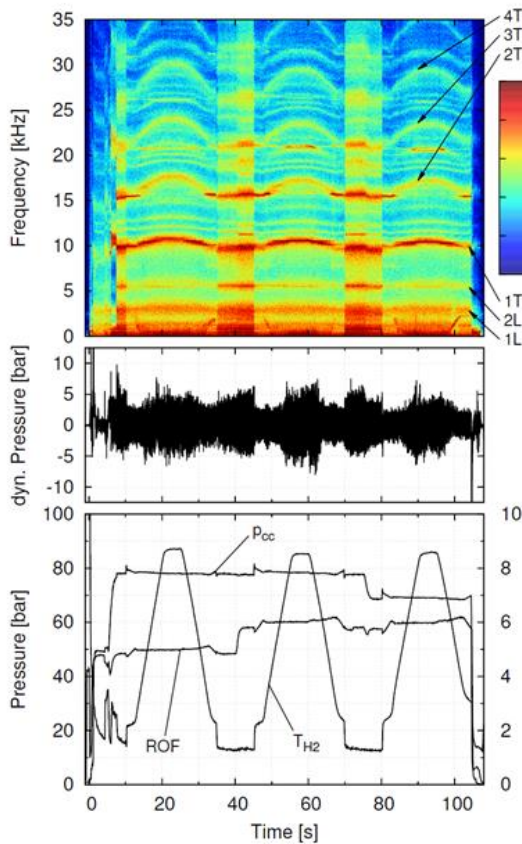 35
30
25
20
15
10
5
0
Frequency [kHz]
4T
3T
2T
1T
2L
1L
10
5
0
-5
-10
dyn. Pressure [bar]
100
80
60
40
20
0
Pressure [bar]
10
8
6
4
2
0
pcc
ROF
TH2
0 20 40 60 80 100
Time [s]